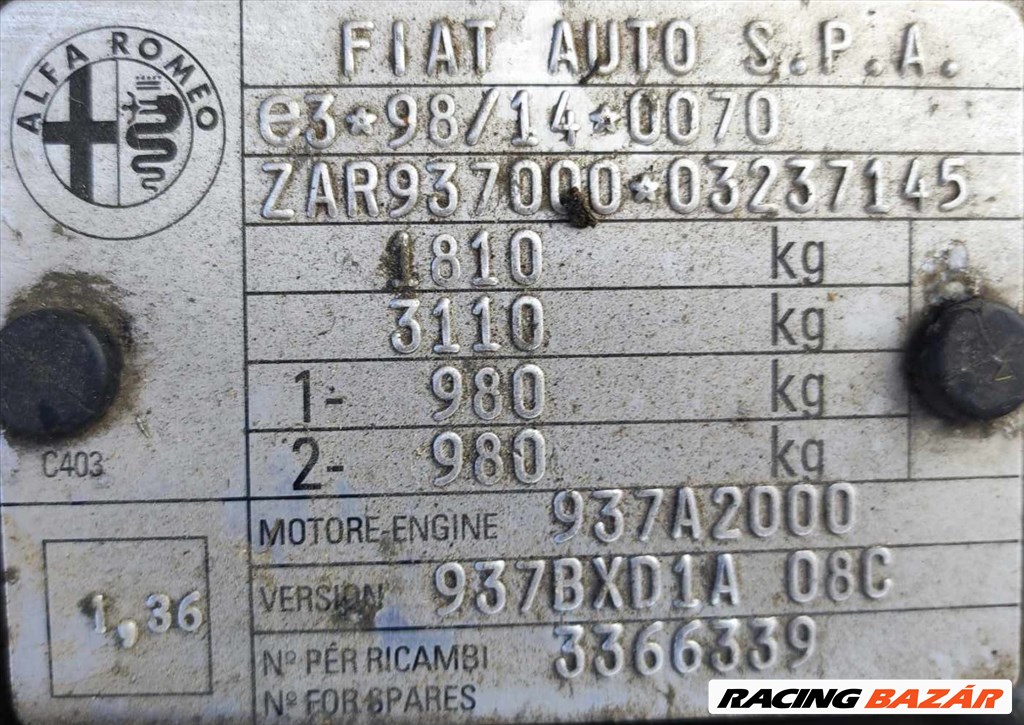 ALFA ROMEO
FIAT AUTO S.P.A.
e3*98/14*0070
ZAR937000*03237145
1810 kg
3110 kg
1- 980 kg
2- 980 kg
C403
MOTORE-ENGINE 937A2000
VERSION 937BXD1A 08C
1,36
Nº PÉR RICAMBI 3366339
Nº FOR SPARES
RACING BAZÁR